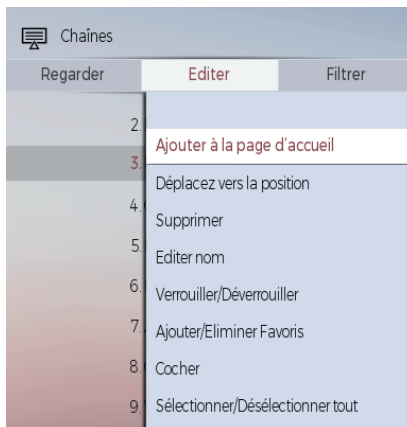 Chaînes
Regarder Editer Filtrer
2.
Ajouter à la page d'accueil
3.
Déplacez vers la position
4.
Supprimer
5.
Editer nom
6.
Verrouiller/Déverrouiller
7.
Ajouter/Eliminer Favoris
8.
Cocher
9.
Sélectionner/Désélectionner tout